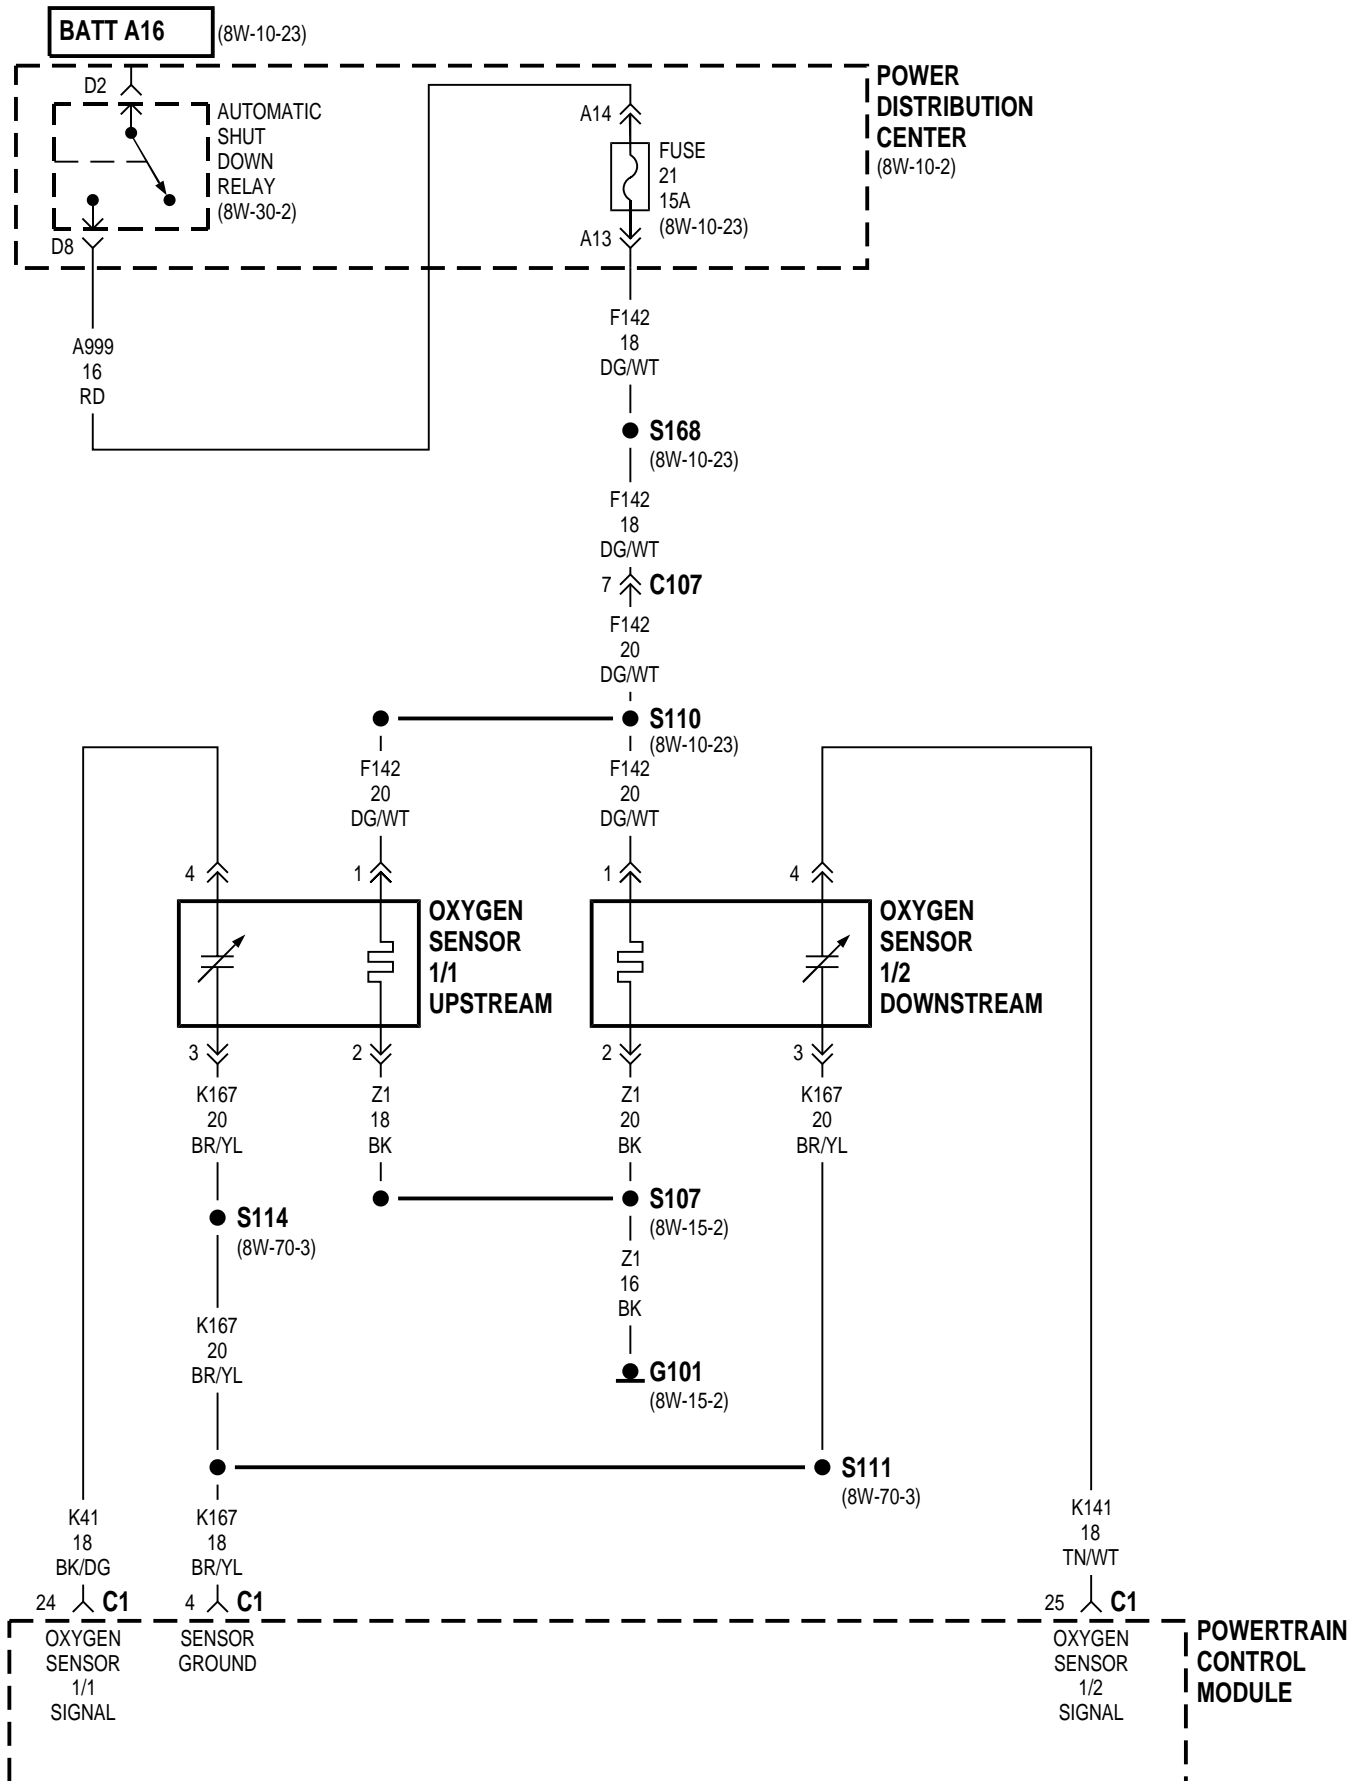 BATT A16
(8W-10-23)
POWER
DISTRIBUTION
CENTER
(8W-10-2)
D2
AUTOMATIC
SHUT
DOWN
RELAY
(8W-30-2)
D8
A14
FUSE
21
15A
(8W-10-23)
A13
A999
16
RD
F142
18
DG/WT
S168
(8W-10-23)
F142
18
DG/WT
7
C107
F142
20
DG/WT
S110
(8W-10-23)
F142
20
DG/WT
F142
20
DG/WT
4
1
1
4
OXYGEN
SENSOR
1/1
UPSTREAM
OXYGEN
SENSOR
1/2
DOWNSTREAM
3
2
2
3
K167
20
BR/YL
Z1
18
BK
Z1
20
BK
K167
20
BR/YL
S114
(8W-70-3)
S107
(8W-15-2)
Z1
16
BK
K167
20
BR/YL
G101
(8W-15-2)
S111
(8W-70-3)
K41
18
BK/DG
K167
18
BR/YL
K141
18
TN/WT
24
C1
4
C1
25
C1
OXYGEN
SENSOR
1/1
SIGNAL
SENSOR
GROUND
OXYGEN
SENSOR
1/2
SIGNAL
POWERTRAIN
CONTROL
MODULE